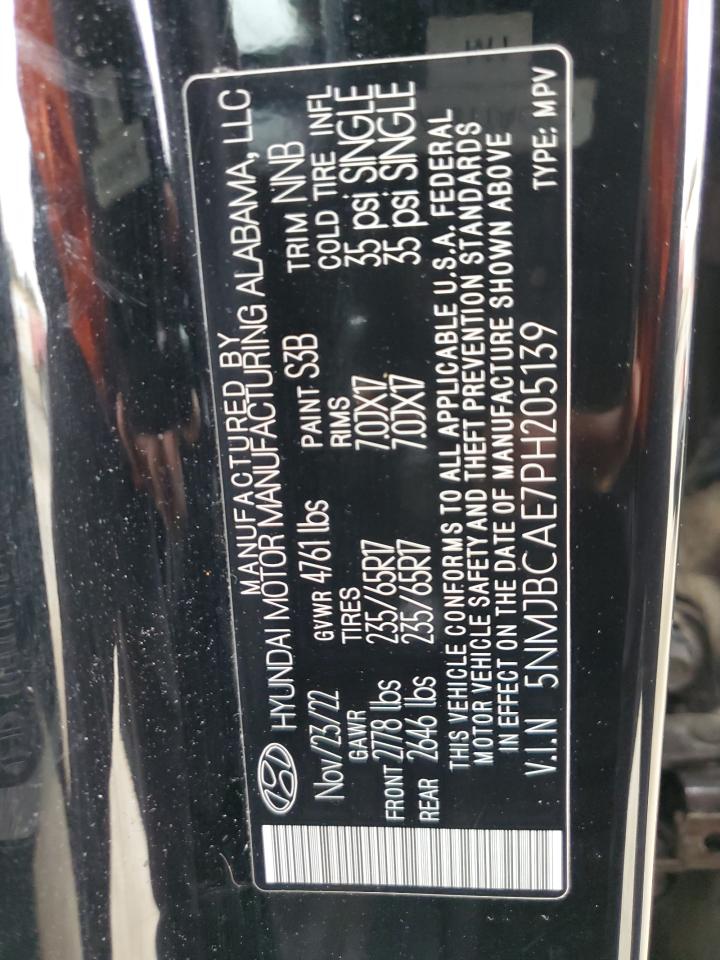 MANUFACTURED BY
HYUNDAI MOTOR MANUFACTURING ALABAMA, LLC
Nov/23/22 GVWR 4761 lbs PAINT S3B TRIM NNB
GAWR TIRES RIMS COLD TIRE INFL
FRONT 2778 lbs 235/65R17 7.0JX17 35 psi SINGLE
REAR 2646 lbs 235/65R17 7.0JX17 35 psi SINGLE
THIS VEHICLE CONFORMS TO ALL APPLICABLE U.S.A. FEDERAL
MOTOR VEHICLE SAFETY AND THEFT PREVENTION STANDARDS
IN EFFECT ON THE DATE OF MANUFACTURE SHOWN ABOVE
V.I.N 5NMJBCAE7PH205139 TYPE: MPV